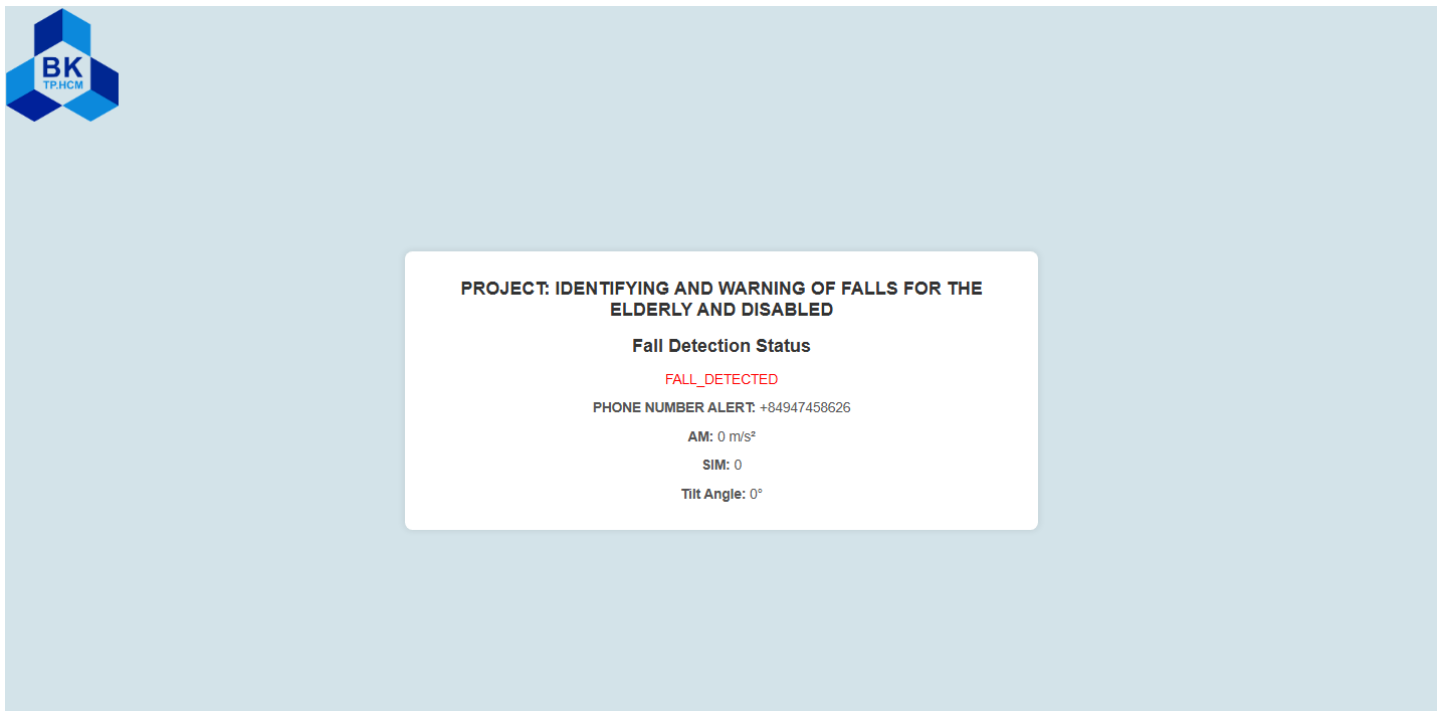 BK
TP.HCM
PROJECT: IDENTIFYING AND WARNING OF FALLS FOR THE
ELDERLY AND DISABLED
Fall Detection Status
FALL_DETECTED
PHONE NUMBER ALERT: +84947458626
AM: 0 m/s²
SIM: 0
Tilt Angle: 0°